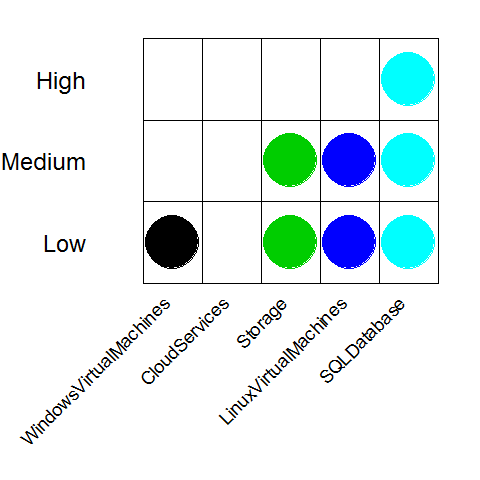 High
Medium
Low
WindowsVirtualMachines
CloudServices
Storage
LinuxVirtualMachines
SQLDatabase